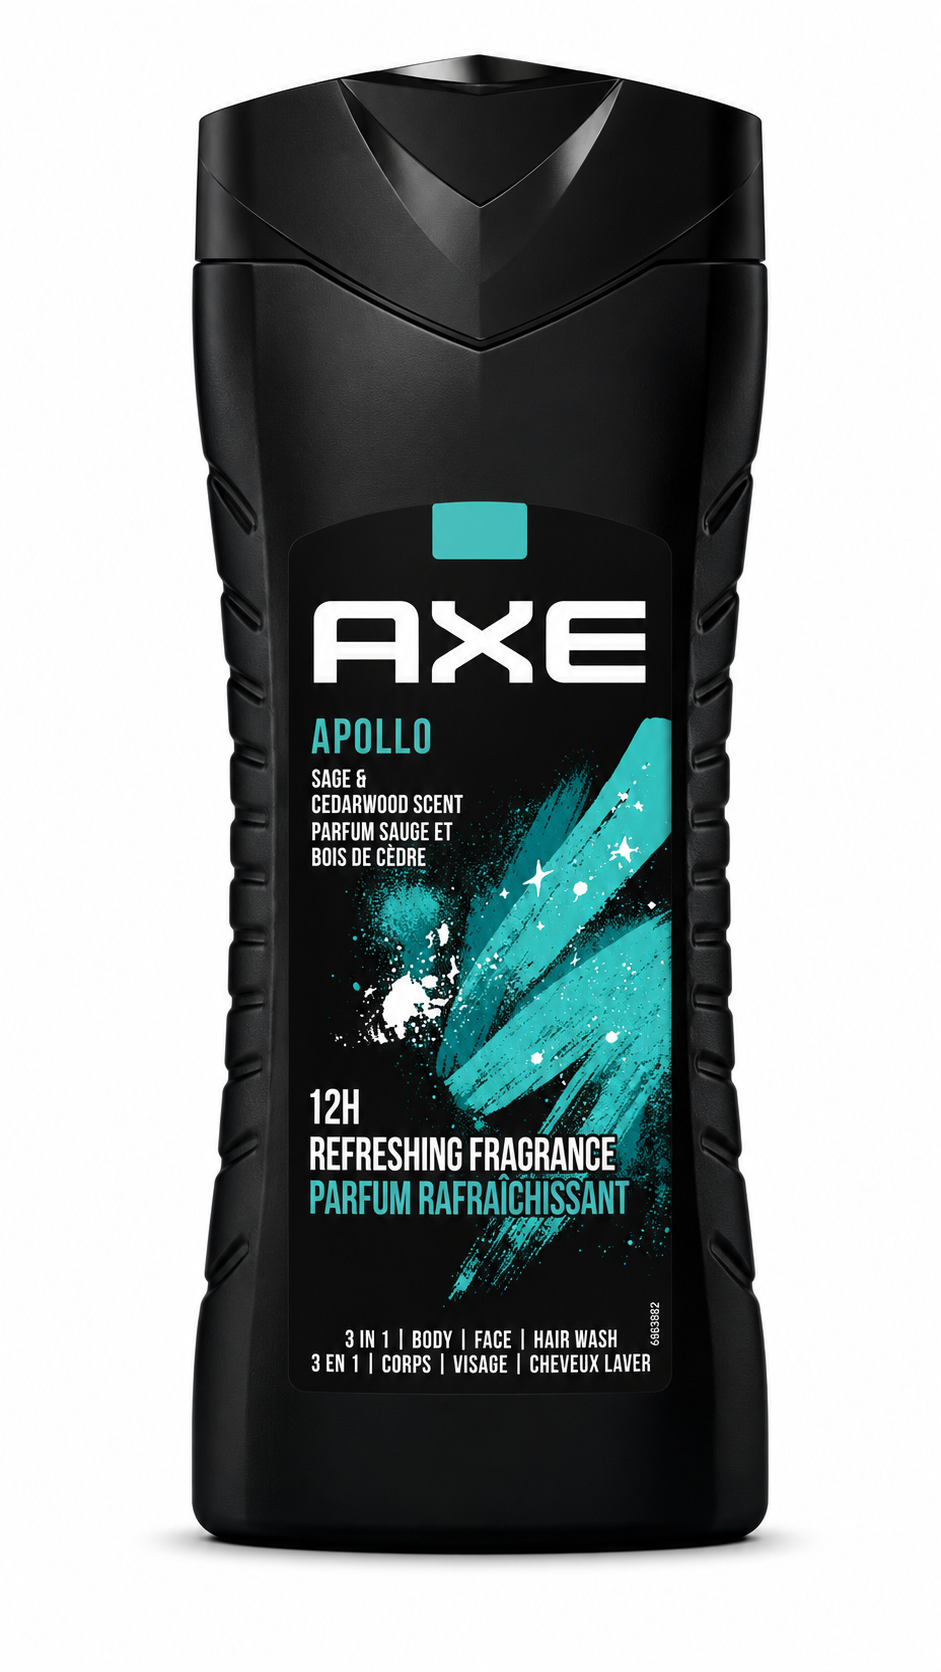 AXE
APOLLO
SAGE &
CEDARWOOD SCENT
PARFUM SAUGE ET
BOIS DE CÈDRE
12H
REFRESHING FRAGRANCE
PARFUM RAFRAÎCHISSANT
6863882
3 IN 1 | BODY | FACE | HAIR WASH
3 EN 1 | CORPS | VISAGE | CHEVEUX LAVER